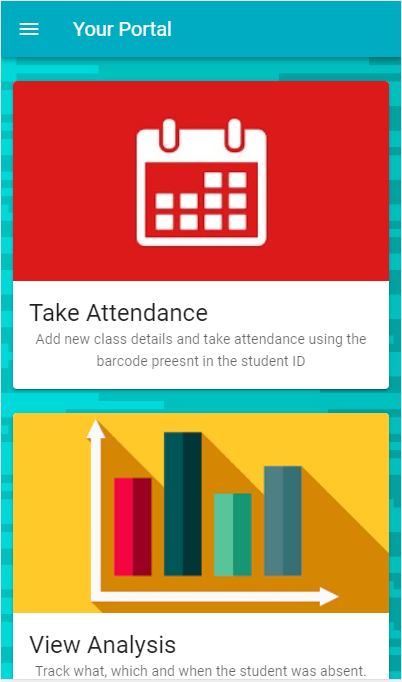 Your Portal
Take Attendance
Add new class details and take attendance using the
barcode preesnt in the student ID
View Analysis
Track what, which and when the student was absent.